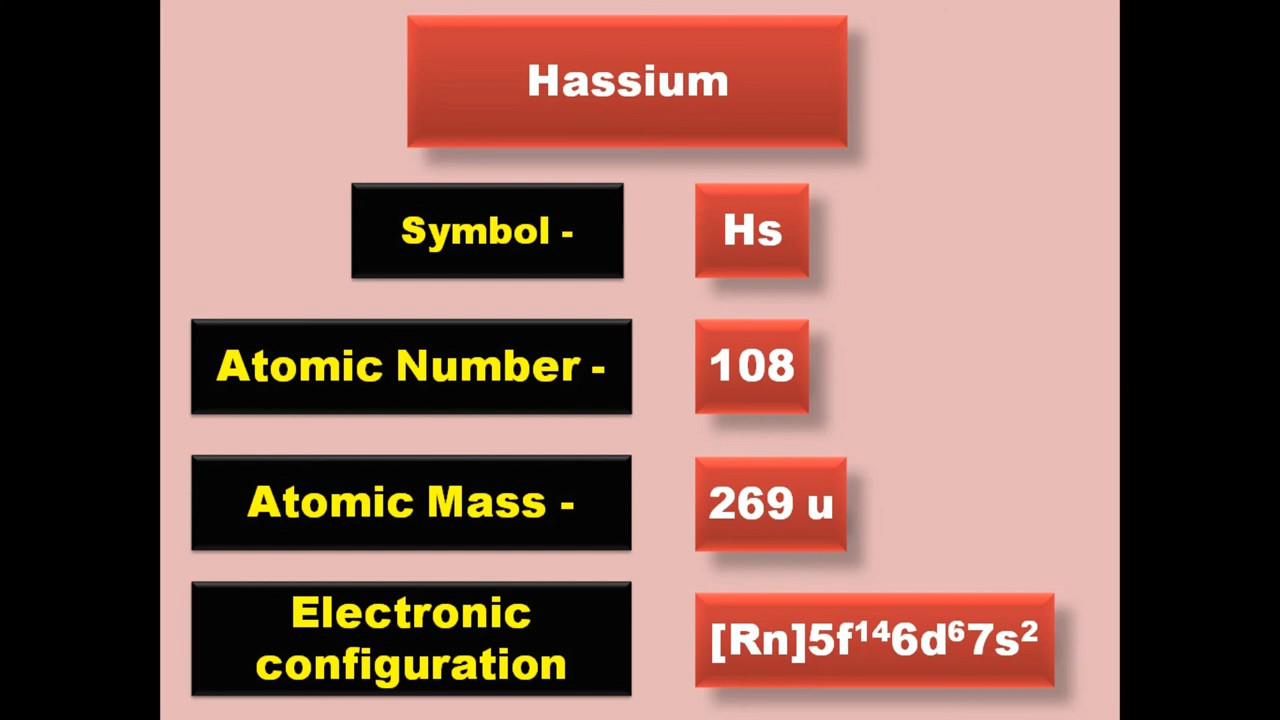 Hassium
Symbol -
Hs
Atomic Number -
108
Atomic Mass -
269 u
Electronic
configuration
[Rn]5f¹⁴6d⁶7s²